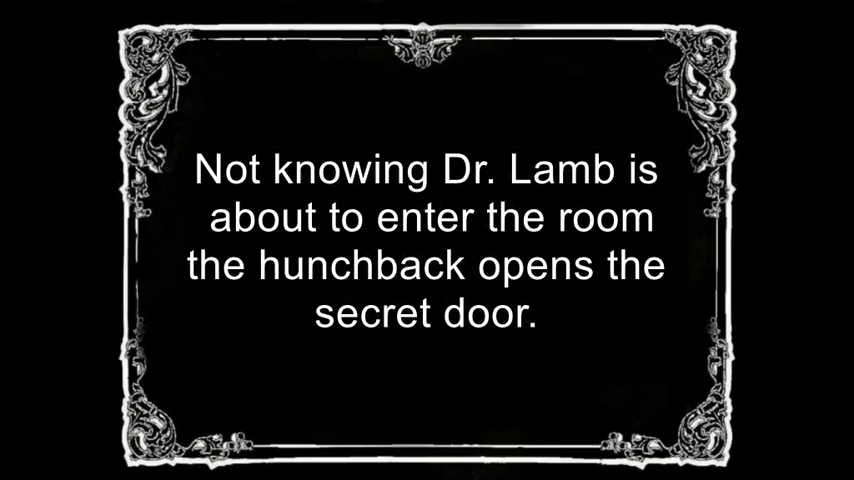 Not knowing Dr. Lamb is
about to enter the room
the hunchback opens the
secret door.